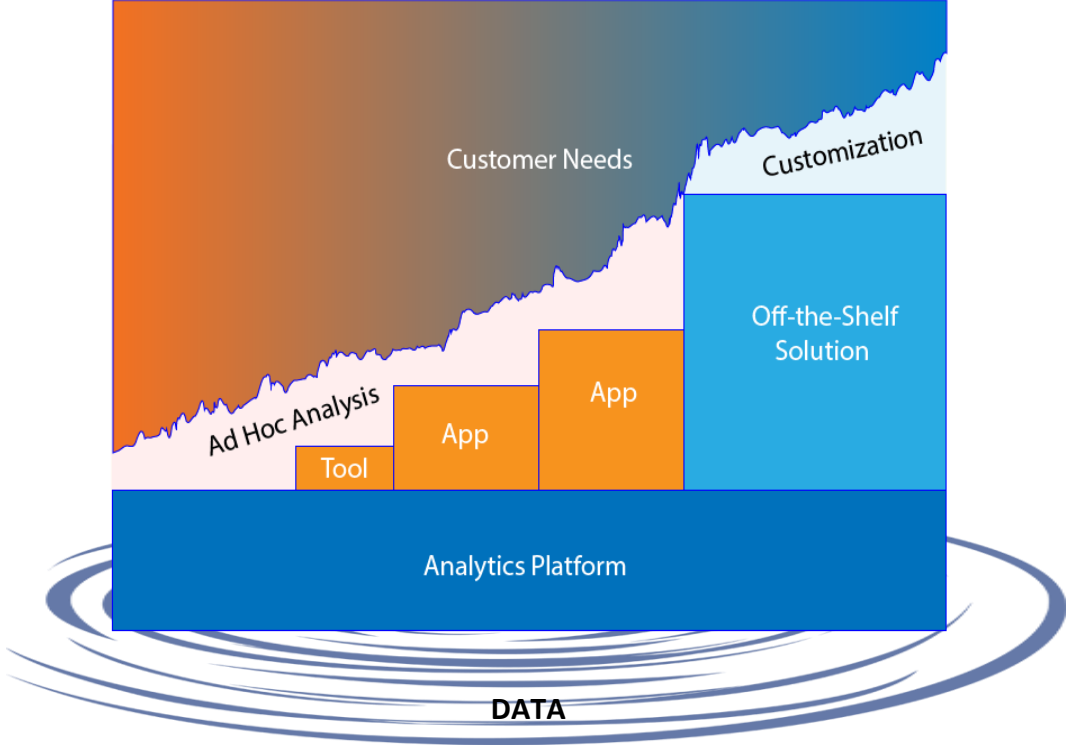 Customer Needs
Customization
Off-the-Shelf
Solution
Ad Hoc Analysis
App
App
Tool
Analytics Platform
DATA